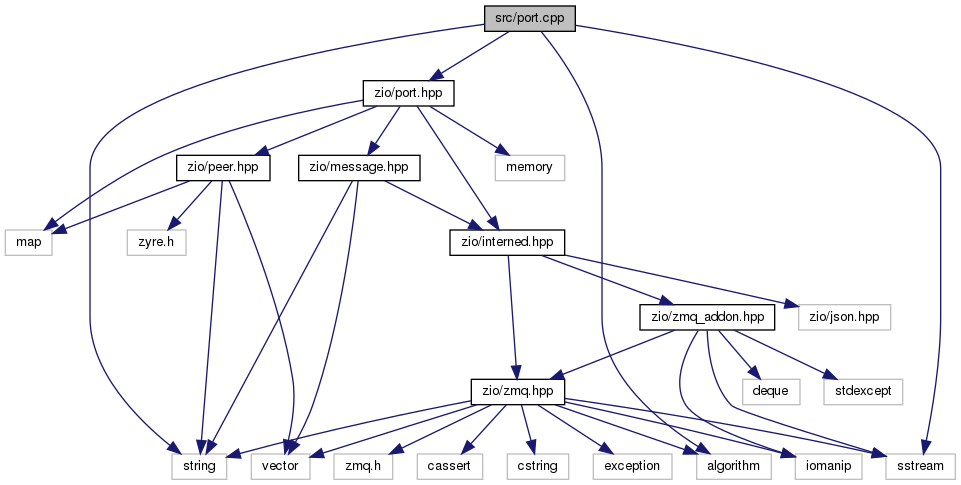 src/port.cpp
zio/port.hpp
zio/peer.hpp
zio/message.hpp
memory
map
zyre.h
zio/interned.hpp
zio/zmq_addon.hpp
zio/json.hpp
zio/zmq.hpp
deque
stdexcept
string
vector
zmq.h
cassert
cstring
exception
algorithm
iomanip
sstream